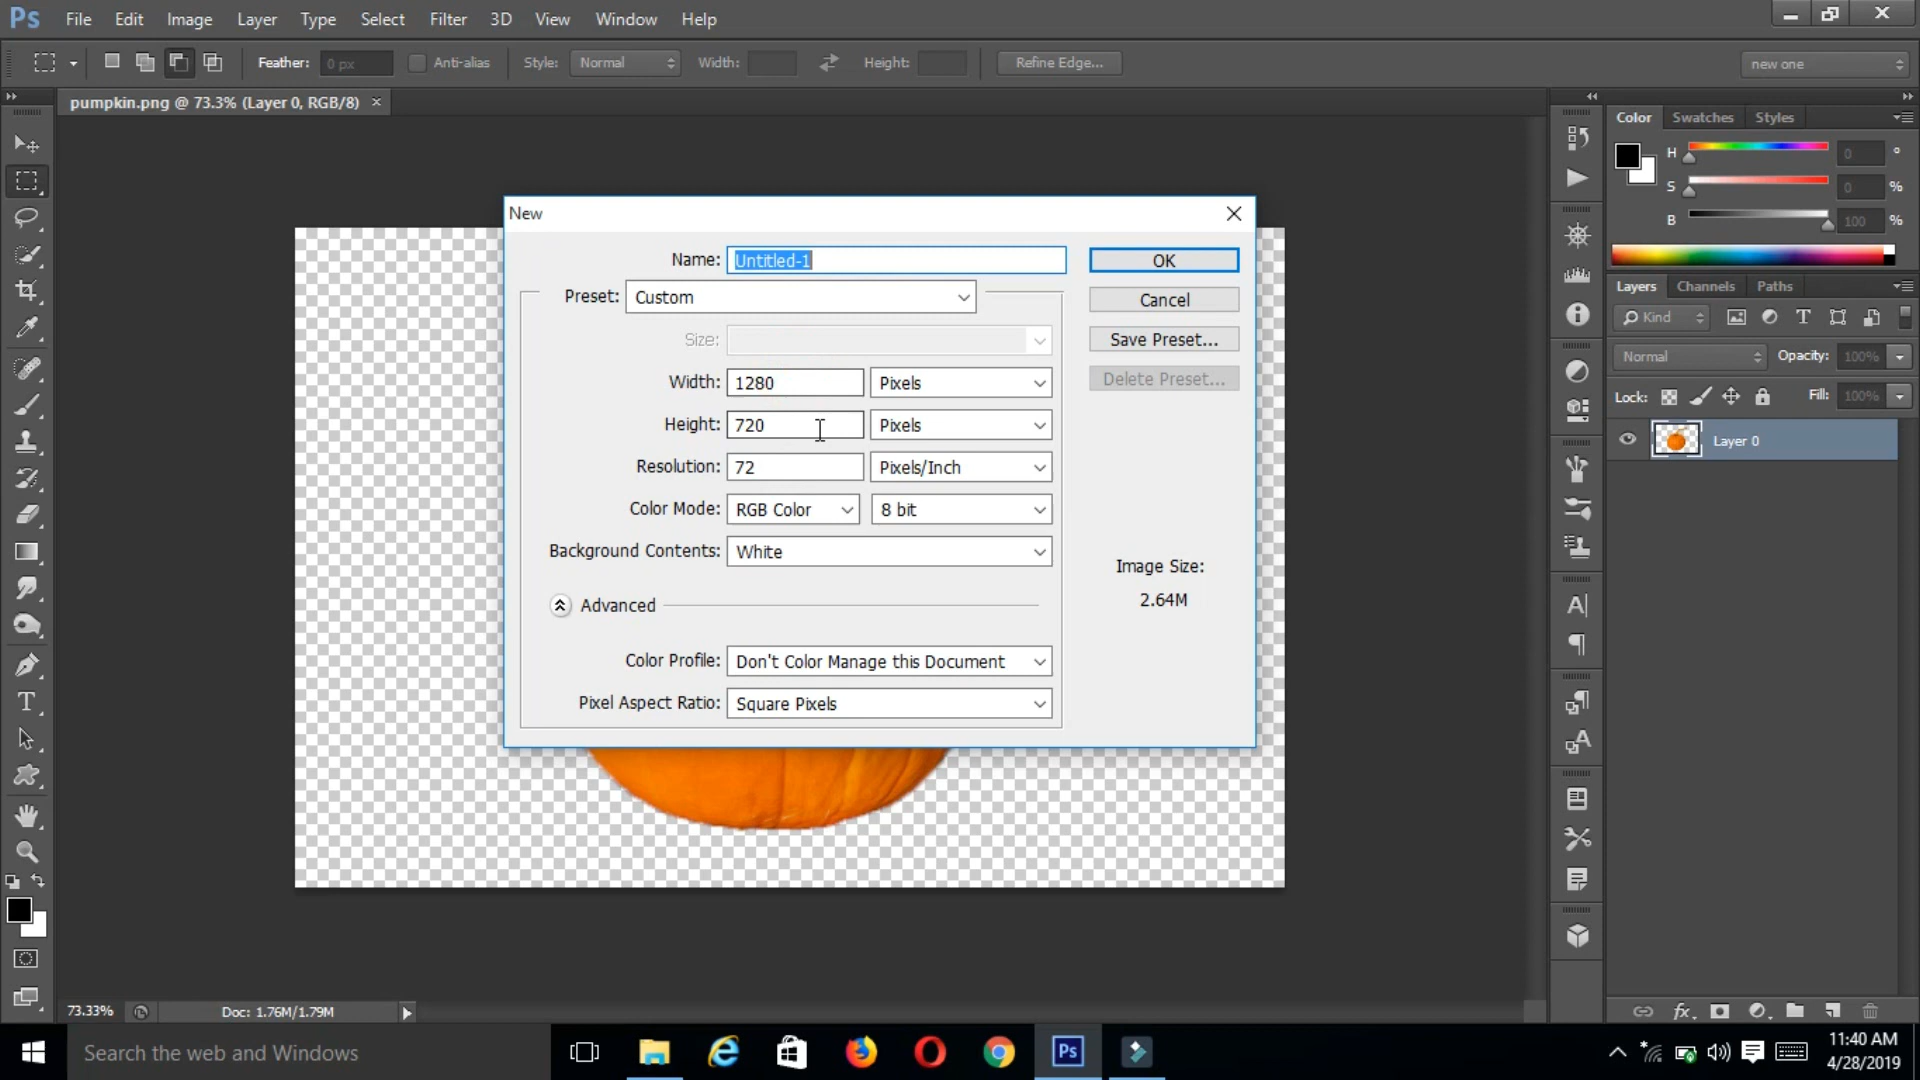 Ps File Edit Image Layer Type Select Filter 3D View Window Help
Feather: 0 px Anti-alias Style: Normal Width: Height: Refine Edge... new one
pumpkin.png @ 73.3% (Layer 0, RGB/8) ×
Color Swatches Styles
H 0 °
S 0 %
B 100 %
New
Name: Untitled-1 OK
Preset: Custom Cancel
Size: Save Preset...
Width: 1280 Pixels Delete Preset...
Height: 720 Pixels
Resolution: 72 Pixels/Inch
Color Mode: RGB Color 8 bit
Background Contents: White
Image Size:
2.64M
Advanced
Color Profile: Don't Color Manage this Document
Pixel Aspect Ratio: Square Pixels
Layers Channels Paths
Kind
Normal Opacity: 100%
Lock: Fill: 100%
Layer 0
73.33% Doc: 1.76M/1.79M
Search the web and Windows
Ps
11:40 AM
4/28/2019